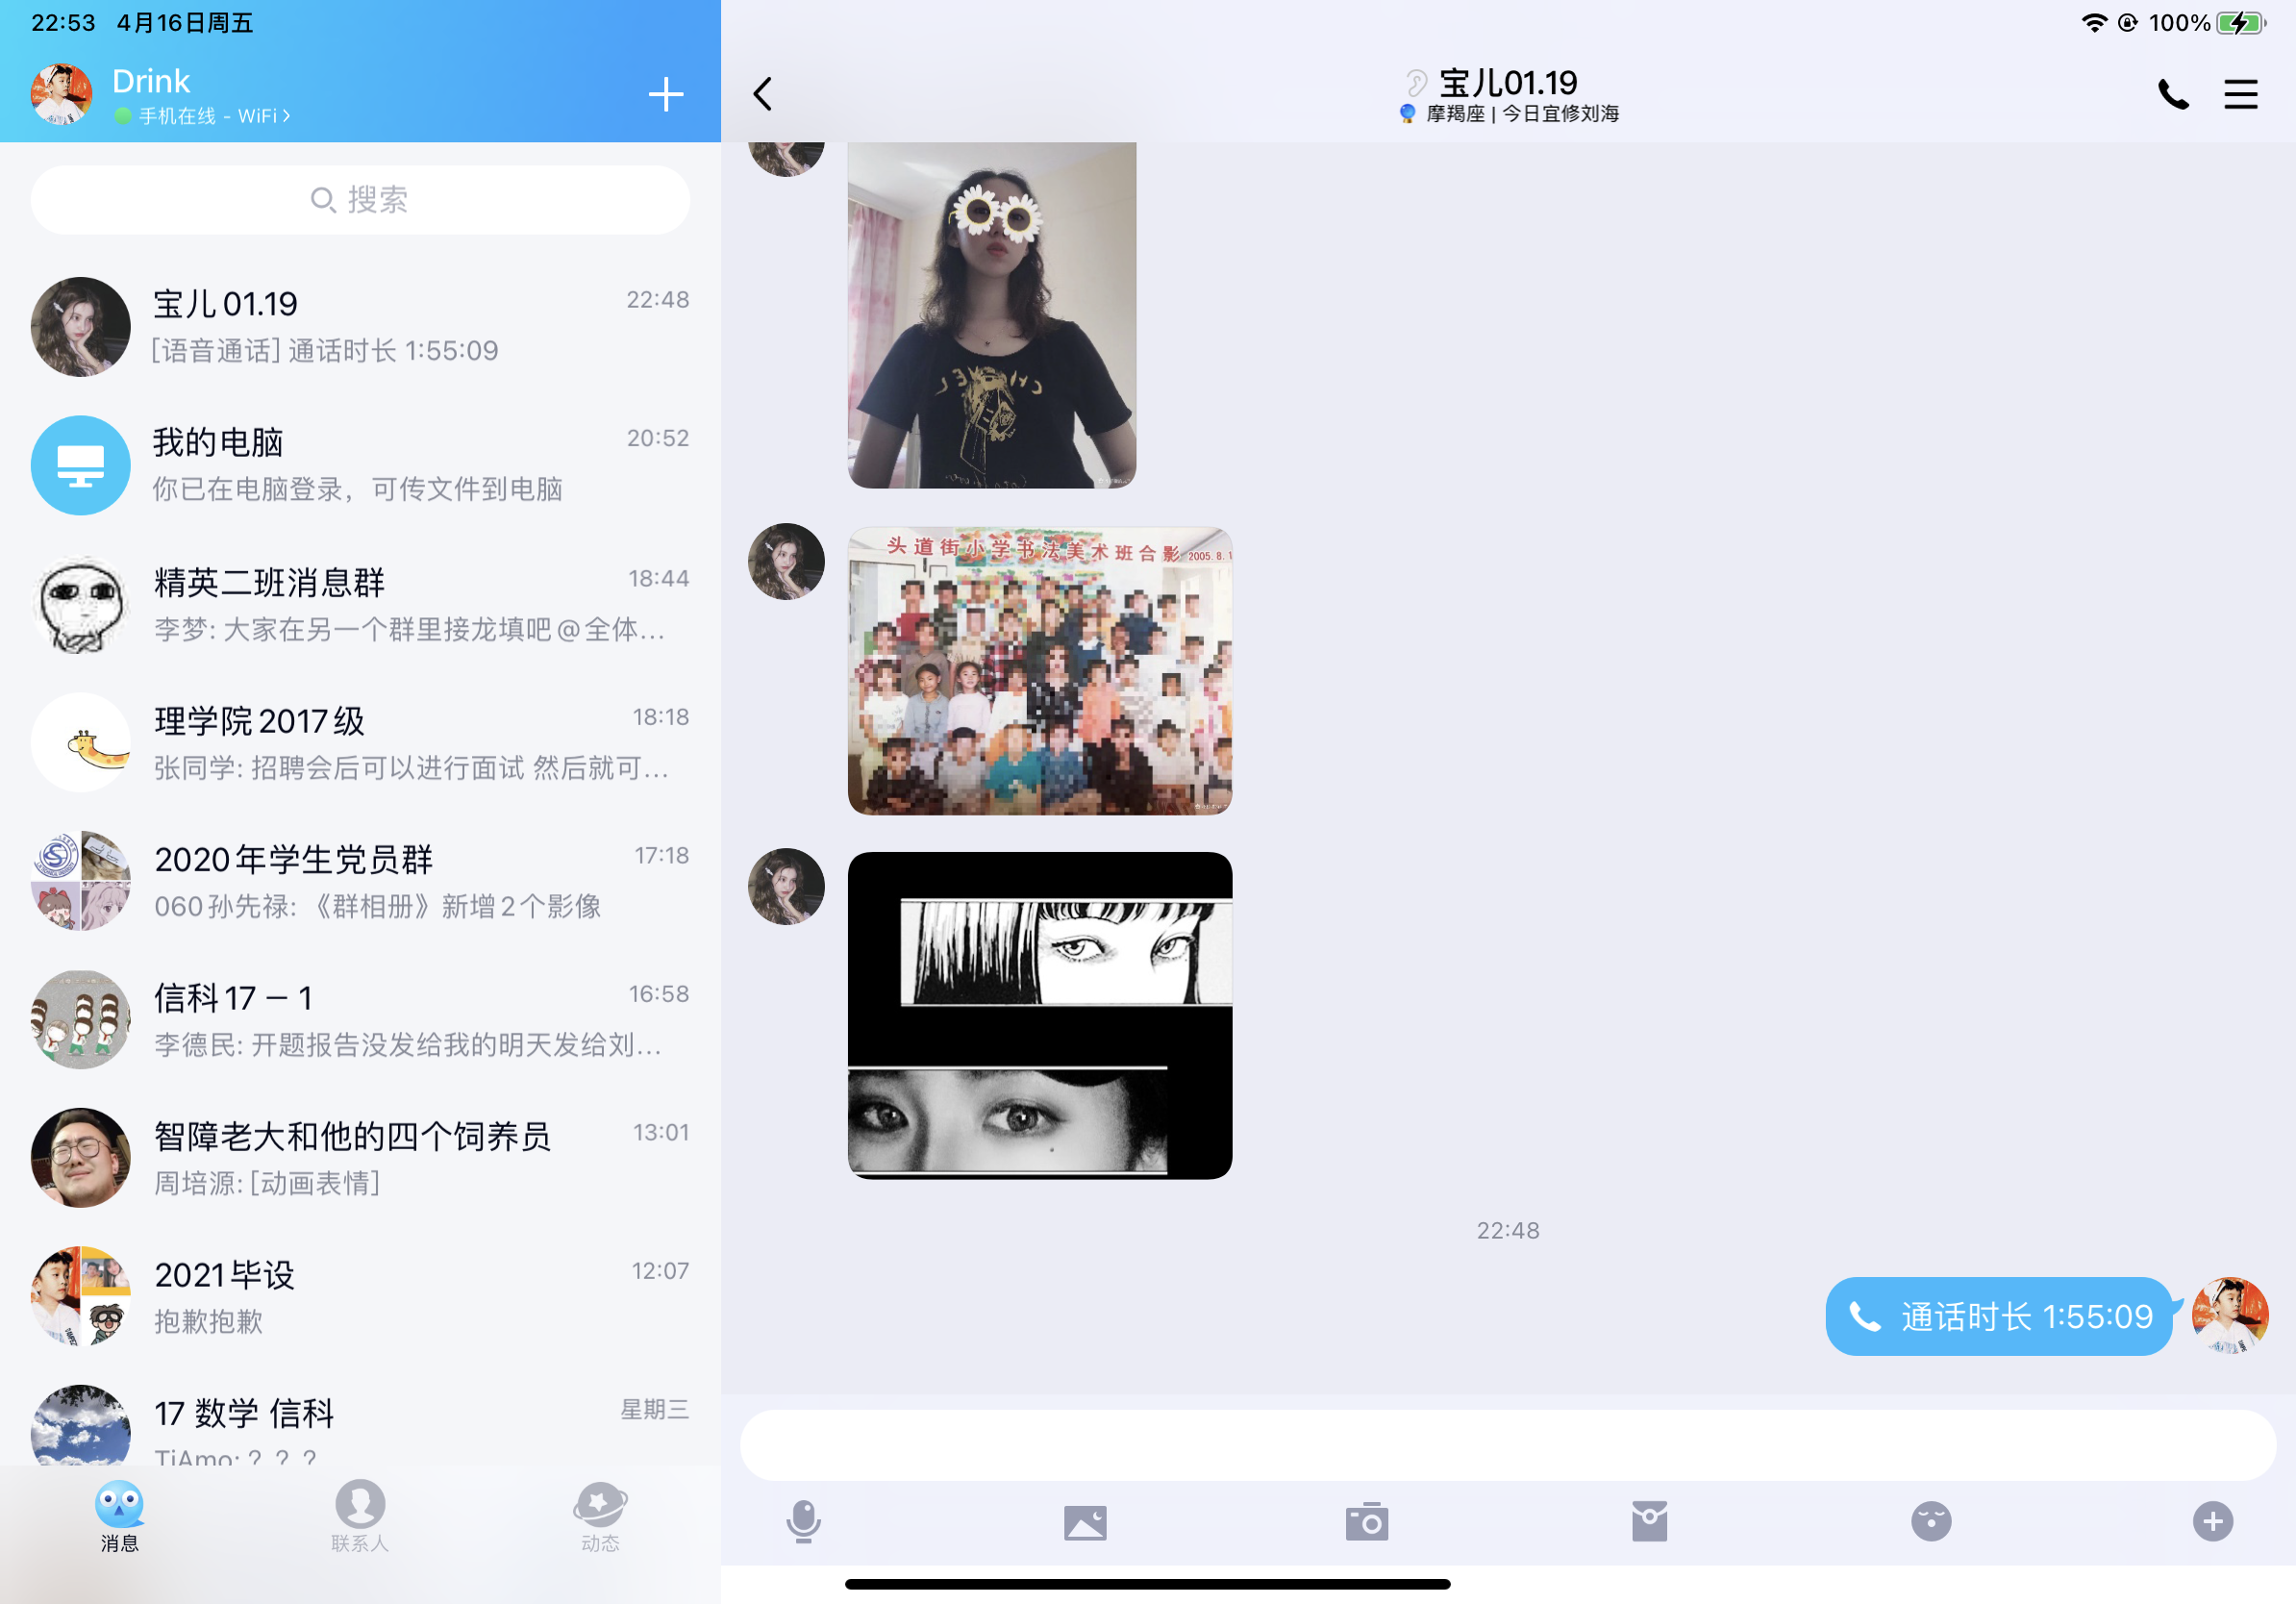 22:53 4月16日周五
100%
Drink
手机在线 - WiFi
搜索
宝儿01.19
22:48
[语音通话] 通话时长 1:55:09
我的电脑
20:52
你已在电脑登录，可传文件到电脑
精英二班消息群
18:44
李梦: 大家在另一个群里接龙填吧@全体...
理学院2017级
18:18
张同学: 招聘会后可以进行面试 然后就可...
2020年学生党员群
17:18
060孙先禄: 《群相册》新增2个影像
信科17－1
16:58
李德民: 开题报告没发给我的明天发给刘...
智障老大和他的四个饲养员
13:01
周培源: [动画表情]
2021毕设
12:07
抱歉抱歉
17 数学 信科
星期三
TiAmo: ？？？
消息
联系人
动态
宝儿01.19
摩羯座 | 今日宜修刘海
头道街小学书法美术班合影 2005.8.1
22:48
通话时长 1:55:09